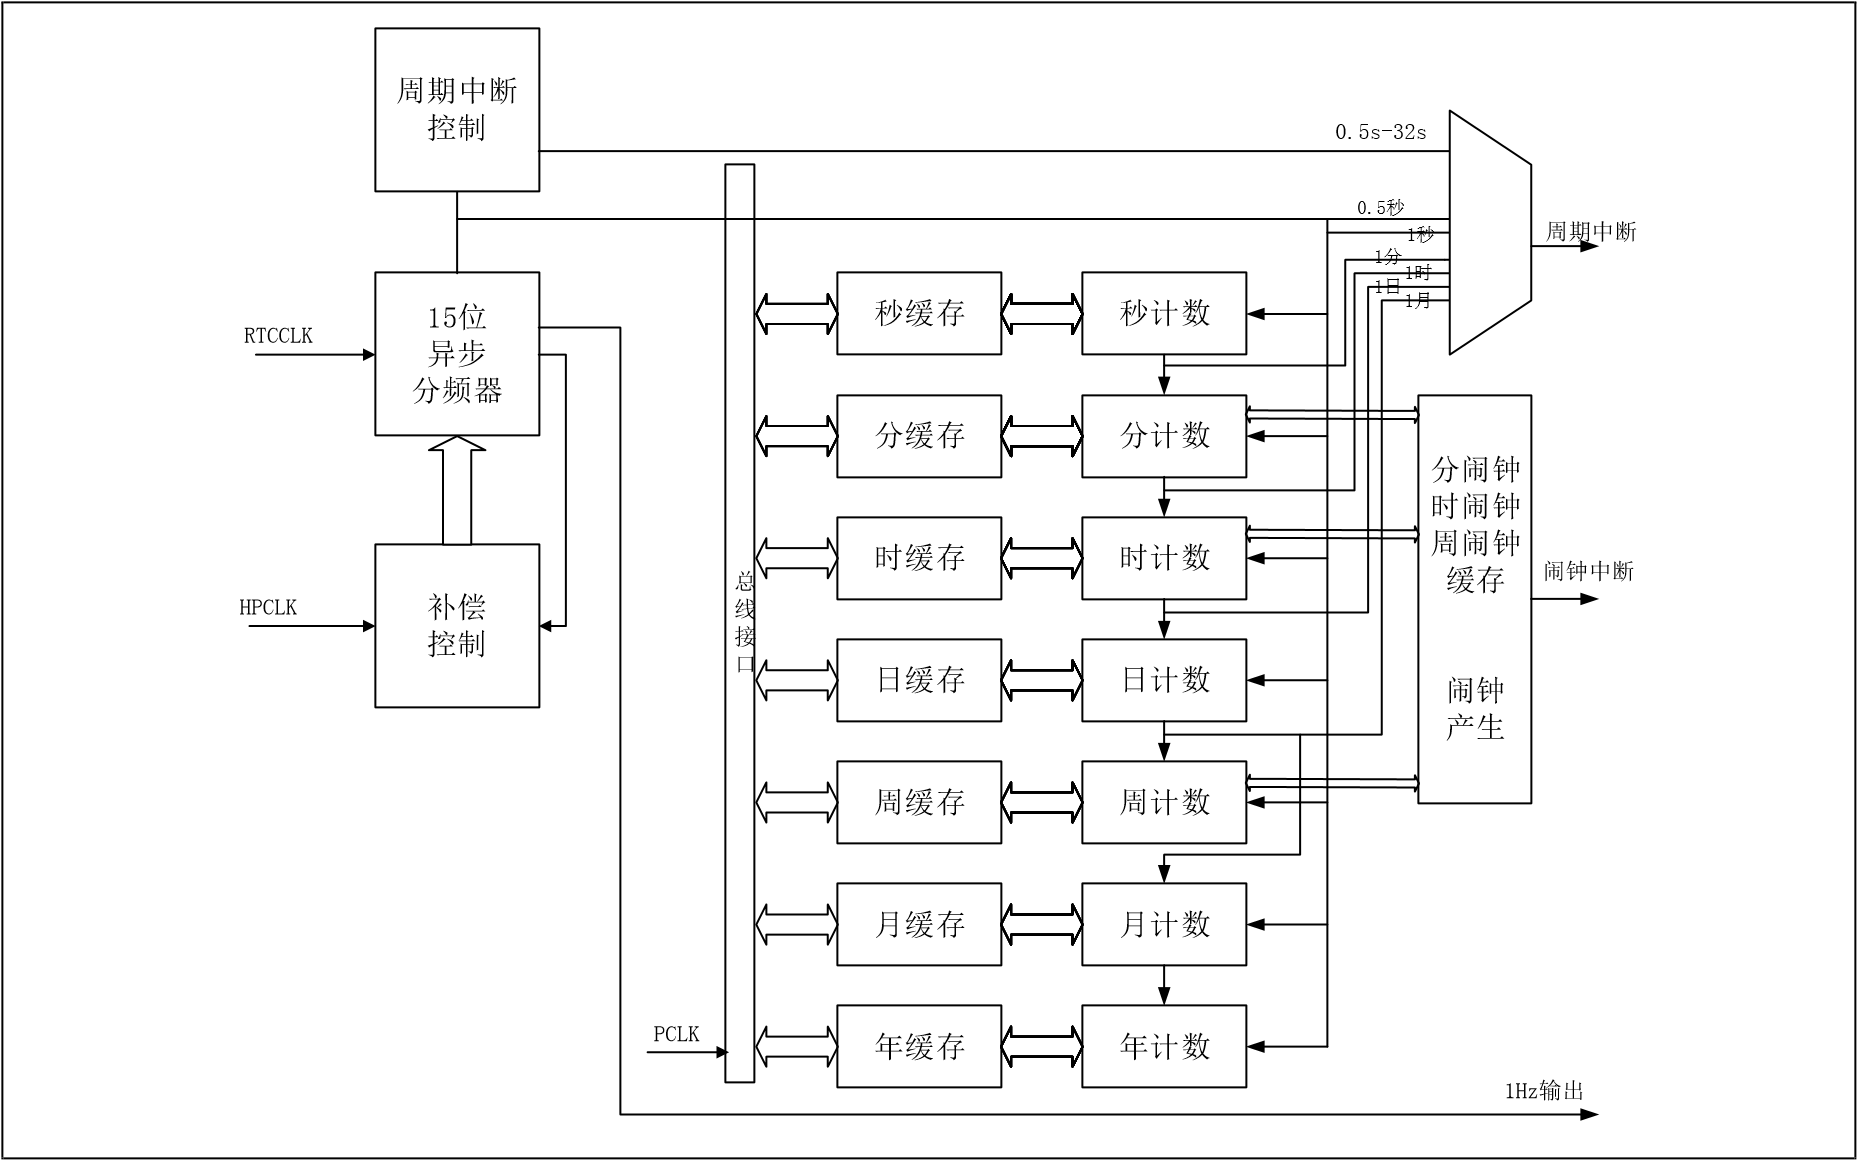 周期中断
控制
0.5s-32s
0.5秒
1秒
周期中断
1分
1时
1日
1月
15位
异步
分频器
RTCCLK
秒缓存
秒计数
分缓存
分计数
分闹钟
时闹钟
周闹钟
缓存
闹钟
产生
闹钟中断
时缓存
时计数
HPCLK
补偿
控制
总
线
接
口
日缓存
日计数
周缓存
周计数
月缓存
月计数
PCLK
年缓存
年计数
1Hz输出